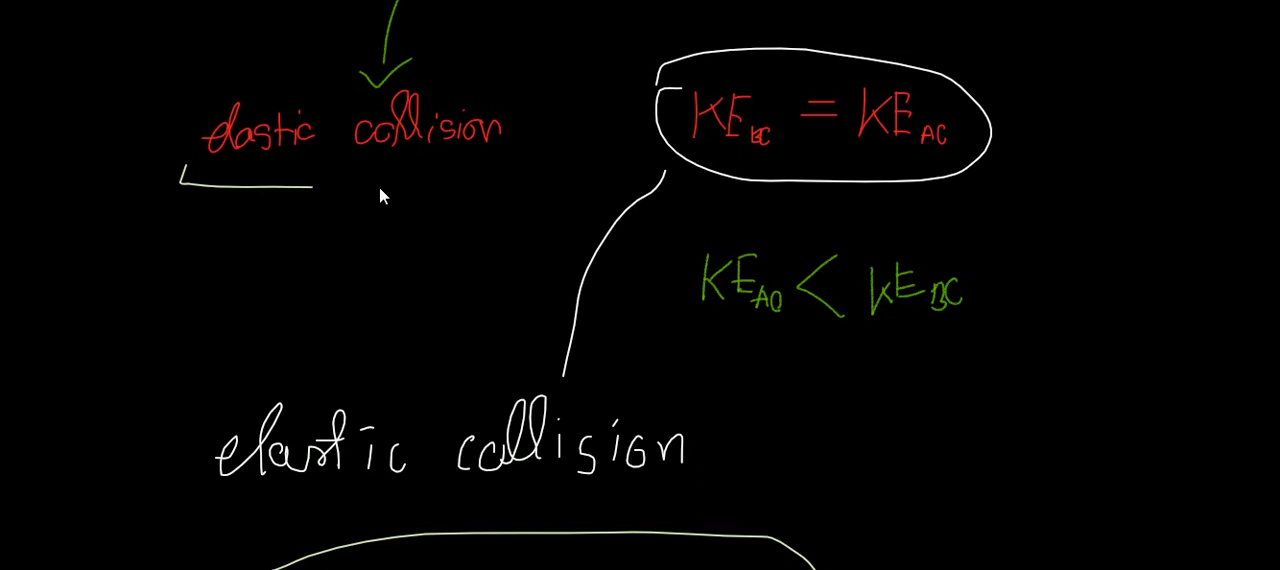 elastic collision KE_BC = KE_AC
KE_AC < KE_BC
elastic collision